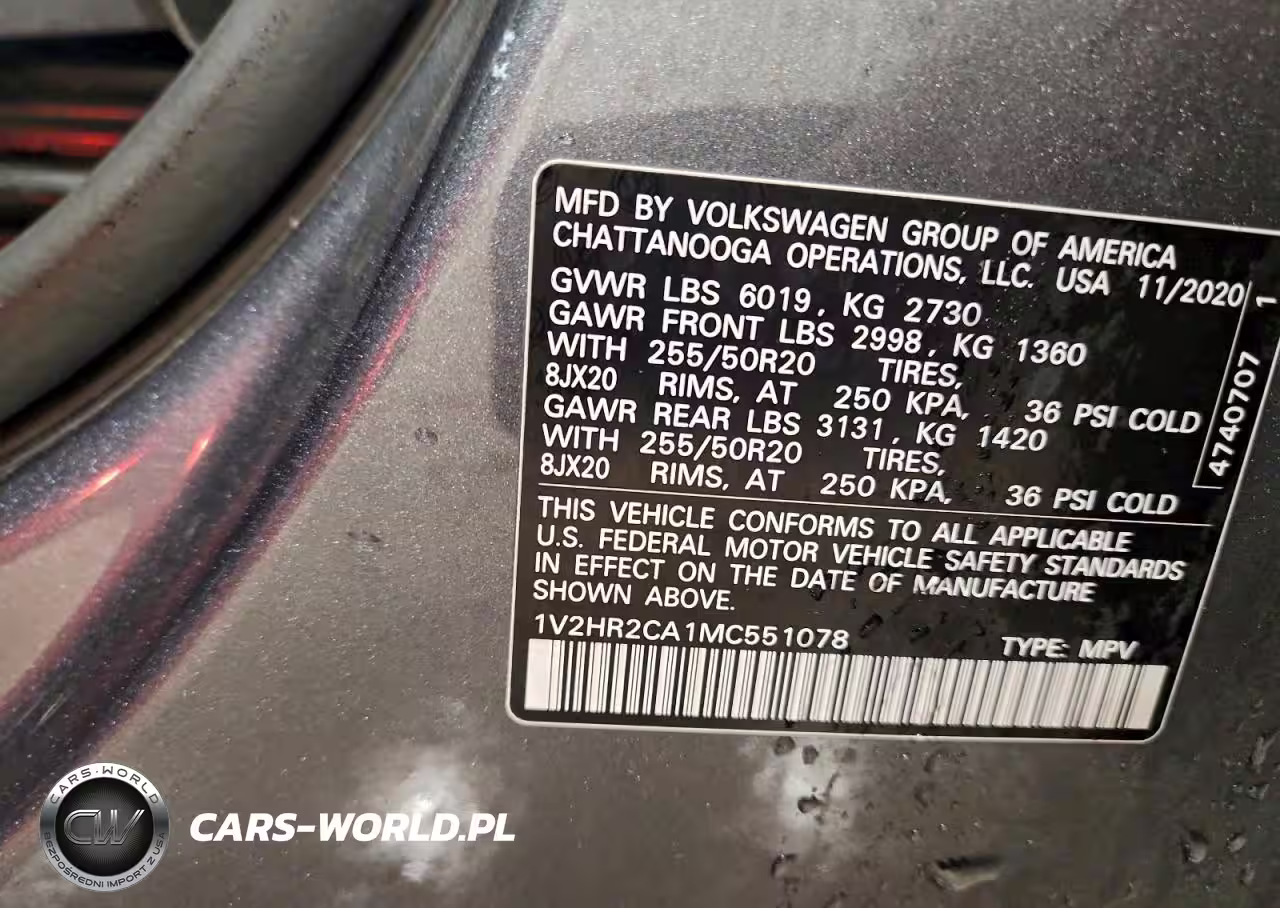 MFD BY VOLKSWAGEN GROUP OF AMERICA
CHATTANOOGA OPERATIONS, LLC. USA 11/2020
GVWR LBS 6019, KG 2730
GAWR FRONT LBS 2998, KG 1360
WITH 255/50R20 TIRES,
8JX20 RIMS, AT 250 KPA, 36 PSI COLD
GAWR REAR LBS 3131, KG 1420
WITH 255/50R20 TIRES,
8JX20 RIMS, AT 250 KPA, 36 PSI COLD
4740707 1
THIS VEHICLE CONFORMS TO ALL APPLICABLE
U.S. FEDERAL MOTOR VEHICLE SAFETY STANDARDS
IN EFFECT ON THE DATE OF MANUFACTURE
SHOWN ABOVE.
1V2HR2CA1MC551078 TYPE: MPV
CARS-WORLD
CW
BEZPOŚREDNI IMPORT Z USA
CARS-WORLD.PL